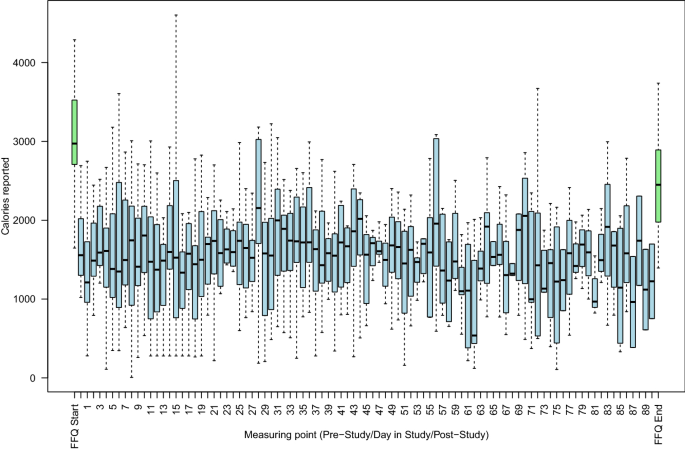 Calories reported
4000
3000
2000
1000
0
FFQ Start 1 3 5 7 9 11 13 15 17 19 21 23 25 27 29 31 33 35 37 39 41 43 45 47 49 51 53 55 57 59 61 63 65 67 69 71 73 75 77 79 81 83 85 87 89 FFQ End
Measuring point (Pre-Study/Day in Study/Post-Study)